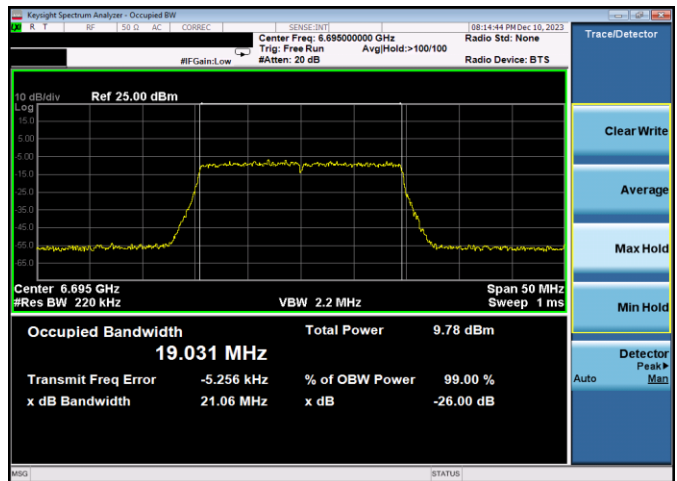 Keysight Spectrum Analyzer - Occupied BW
LXI R T RF 50 Ω AC CORREC SENSE:INT 08:14:44 PM Dec 10, 2023
Center Freq: 6.695000000 GHz Radio Std: None
Trig: Free Run Avg|Hold:>100/100
#IFGain:Low #Atten: 20 dB Radio Device: BTS
Trace/Detector
10 dB/div Ref 25.00 dBm
Log
15.0
5.00
-5.00
-15.0
-25.0
-35.0
-45.0
-55.0
-65.0
Center 6.695 GHz Span 50 MHz
#Res BW 220 kHz VBW 2.2 MHz Sweep 1 ms
Occupied Bandwidth Total Power 9.78 dBm
19.031 MHz
Transmit Freq Error -5.256 kHz % of OBW Power 99.00 %
x dB Bandwidth 21.06 MHz x dB -26.00 dB
Clear Write
Average
Max Hold
Min Hold
Detector
Peak▶
Auto Man
MSG STATUS